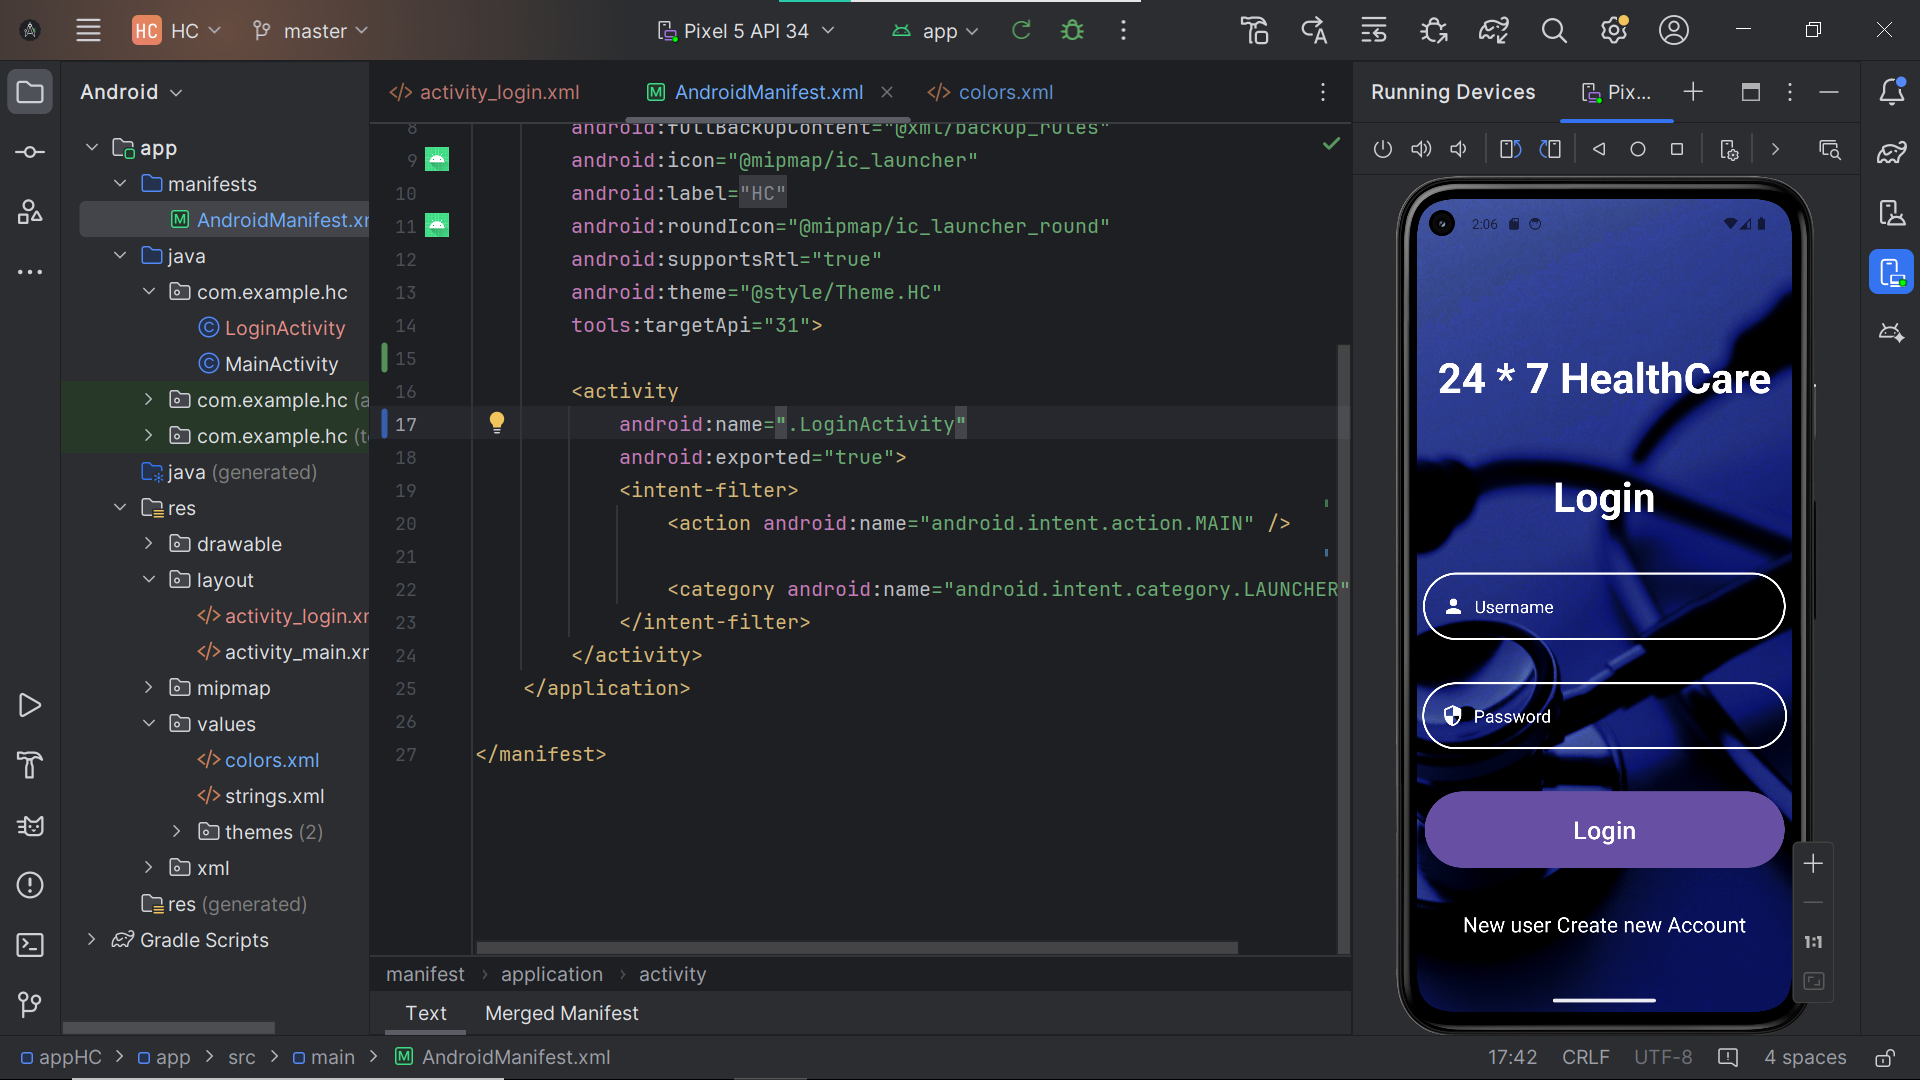 HC HC master Pixel 5 API 34 app
Android
app
manifests
AndroidManifest.xm
java
com.example.hc
LoginActivity
MainActivity
com.example.hc (a
com.example.hc (t
java (generated)
res
drawable
layout
activity_login.xm
activity_main.xm
mipmap
values
colors.xml
strings.xml
themes (2)
xml
res (generated)
Gradle Scripts
activity_login.xml AndroidManifest.xml colors.xml
8 android:fullBackupContent="@xml/backup_rules"
9 android:icon="@mipmap/ic_launcher"
10 android:label="HC"
11 android:roundIcon="@mipmap/ic_launcher_round"
12 android:supportsRtl="true"
13 android:theme="@style/Theme.HC"
14 tools:targetApi="31">
15
16 <activity
17 android:name=".LoginActivity"
18 android:exported="true">
19 <intent-filter>
20 <action android:name="android.intent.action.MAIN" />
21
22 <category android:name="android.intent.category.LAUNCHER"
23 </intent-filter>
24 </activity>
25 </application>
26
27 </manifest>
manifest › application › activity
Text Merged Manifest
Running Devices Pix...
2:06
24 * 7 HealthCare
Login
Username
Password
Login
New user Create new Account
1:1
appHC > app > src > main > AndroidManifest.xml
17:42 CRLF UTF-8 4 spaces